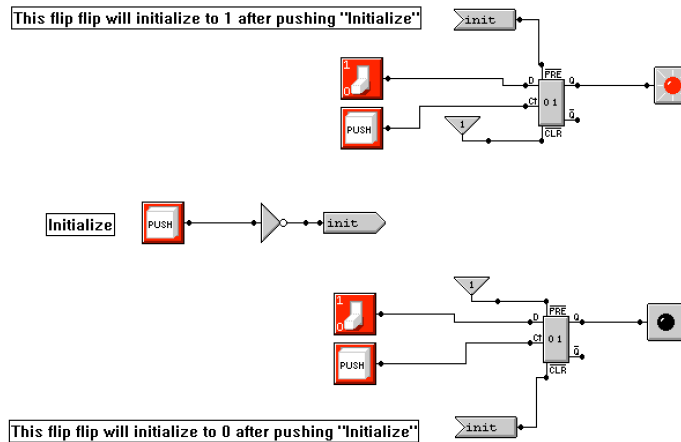 This flip flip will initialize to 1 after pushing "Initialize"
init
1
0
D
PRE
Q
0 1
Ct
Q
CLR
PUSH
1
Initialize
PUSH
init
1
1
0
D
PRE
Q
0 1
Ct
Q
CLR
PUSH
This flip flip will initialize to 0 after pushing "Initialize"
init